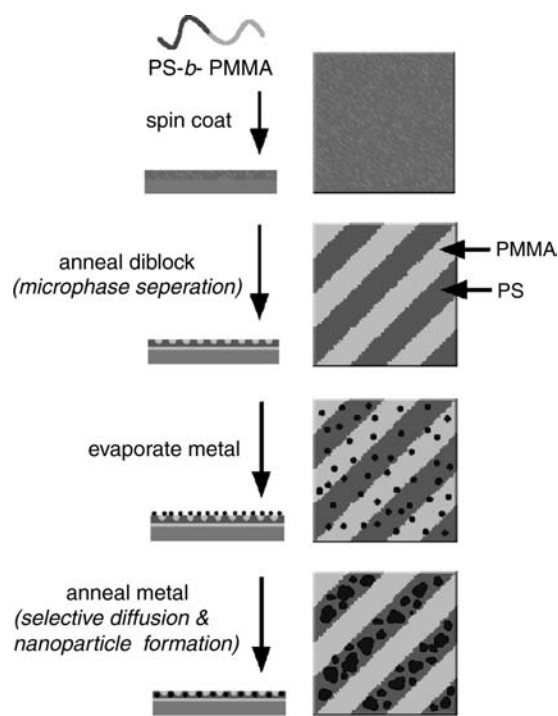 PS-b- PMMA
spin coat
PMMA
anneal diblock
(microphase seperation)
PS
evaporate metal
anneal metal
(selective diffusion &
nanoparticle formation)